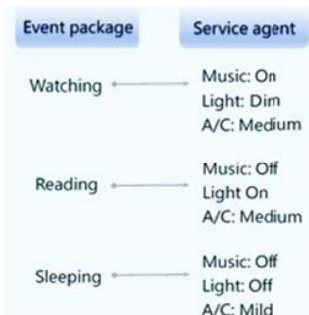 Event package
Service agent
Watching
Music: On
Light: Dim
A/C: Medium
Reading
Music: Off
Light On
A/C: Medium
Sleeping
Music: Off
Light: Off
A/C: Mild